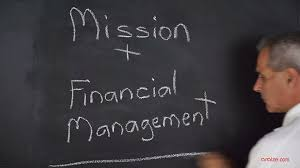 Mission
+
Financial
Management
+